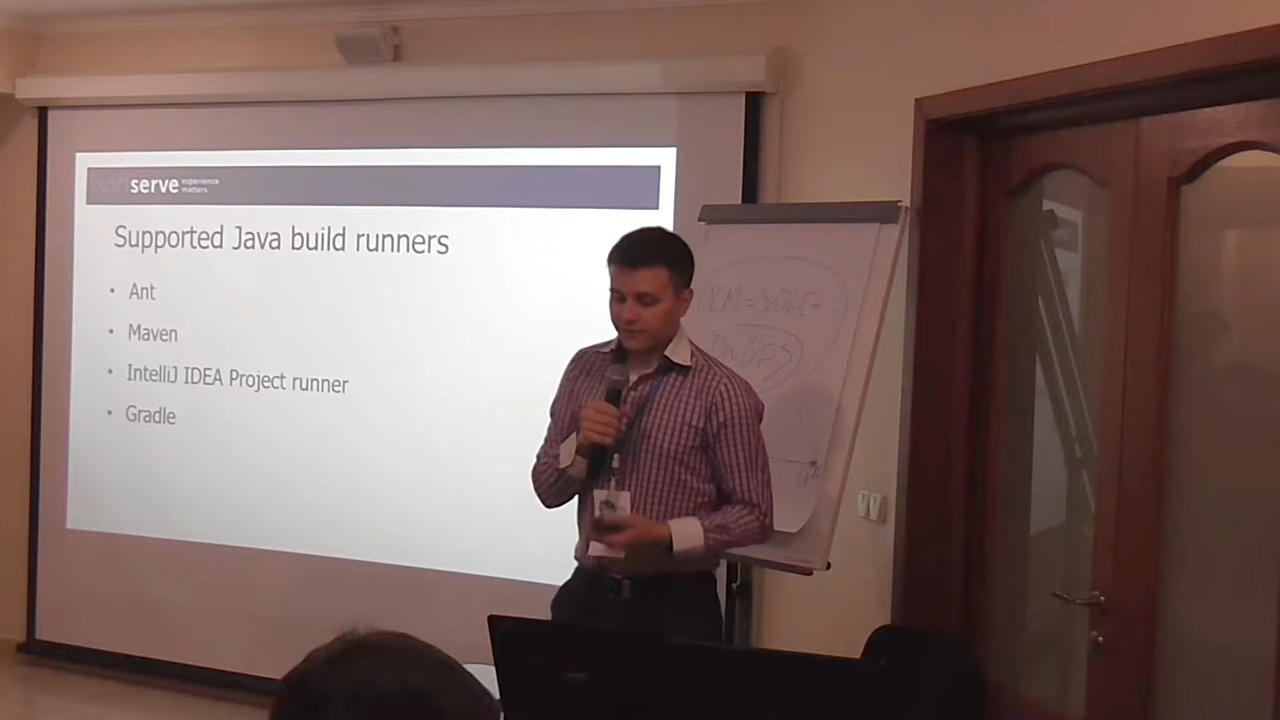 softserve experience
matters
Supported Java build runners
• Ant
• Maven
• IntelliJ IDEA Project runner
• Gradle